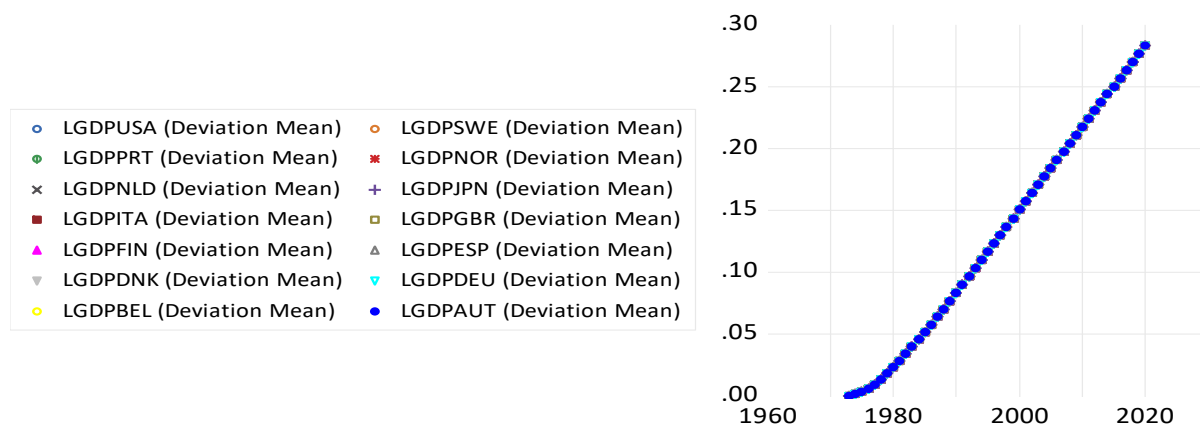 LGDPUSA (Deviation Mean) LGDPSWE (Deviation Mean)
LGDPPRT (Deviation Mean) LGDPNOR (Deviation Mean)
LGDPNLD (Deviation Mean) LGDPJPN (Deviation Mean)
LGDPITA (Deviation Mean) LGDPGBR (Deviation Mean)
LGDPFIN (Deviation Mean) LGDPESP (Deviation Mean)
LGDPDNK (Deviation Mean) LGDPDEU (Deviation Mean)
LGDPBEL (Deviation Mean) LGDPAUT (Deviation Mean)
.30
.25
.20
.15
.10
.05
.00
1960 1980 2000 2020